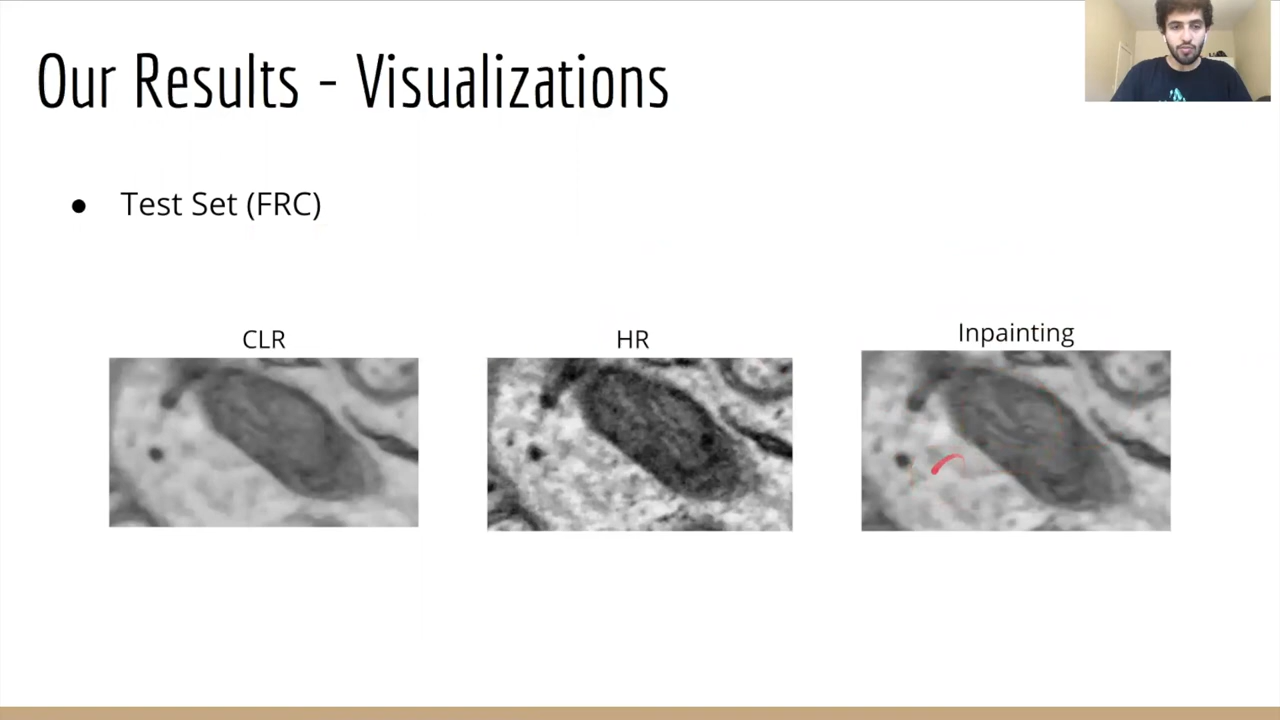 Our Results - Visualizations
● Test Set (FRC)
CLR
HR
Inpainting